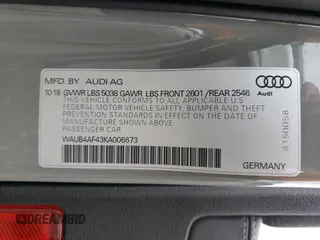 MFD. BY AUDI AG
10 18 GVWR LBS 5038 GAWR LBS FRONT 2601 / REAR 2546
THIS VEHICLE CONFORMS TO ALL APPLICABLE U.S.
FEDERAL MOTOR VEHICLE SAFETY, BUMPER, AND THEFT
PREVENTION STANDARDS IN EFFECT ON THE DATE OF
MANUFACTURE SHOWN ABOVE
PASSENGER CAR
WAUB4AF43KA006673
Audi
4150058
GERMANY
DREAMBID